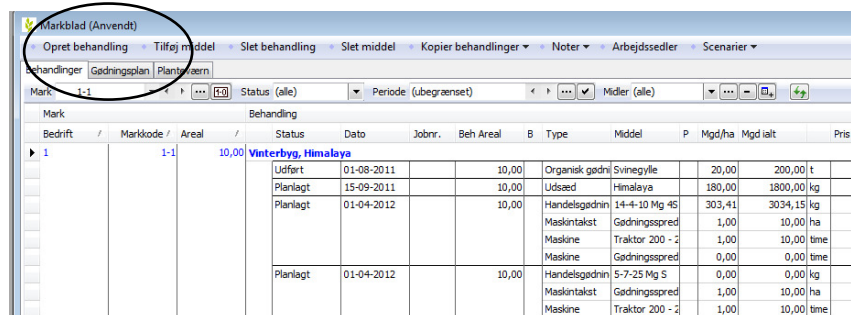 Markblad (Anvendt)
Opret behandling Tilføj middel Slet behandling Slet middel Kopier behandlinger Noter Arbejdssedler Scenarier
Behandlinger Gødningsplan Planteværn
Mark 1-1 Status (alle) Periode (ubegrænset) Midler (alle)
Mark Behandling
Bedrift / Markkode / Areal / Status Dato Jobnr. Beh Areal B Type Middel P Mgd/ha Mgd ialt Pris
1 1-1 10,00 Vinterbyg, Himalaya
Udført 01-08-2011 10,00 Organisk gødni Svinegylle 20,00 200,00 t
Planlagt 15-09-2011 10,00 Udsæd Himalaya 180,00 1800,00 kg
Planlagt 01-04-2012 10,00 Handelsgødnin 14-4-10 Mg 4S 303,41 3034,15 kg
Maskintakst Gødningsspred 1,00 10,00 ha
Maskine Traktor 200 - 2 1,00 10,00 time
Maskine Gødningsspred 0,00 0,00 time
Planlagt 01-04-2012 10,00 Handelsgødnin 5-7-25 Mg S 0,00 0,00 kg
Maskintakst Gødningsspred 1,00 10,00 ha
Maskine Traktor 200 - 2 1,00 10,00 time